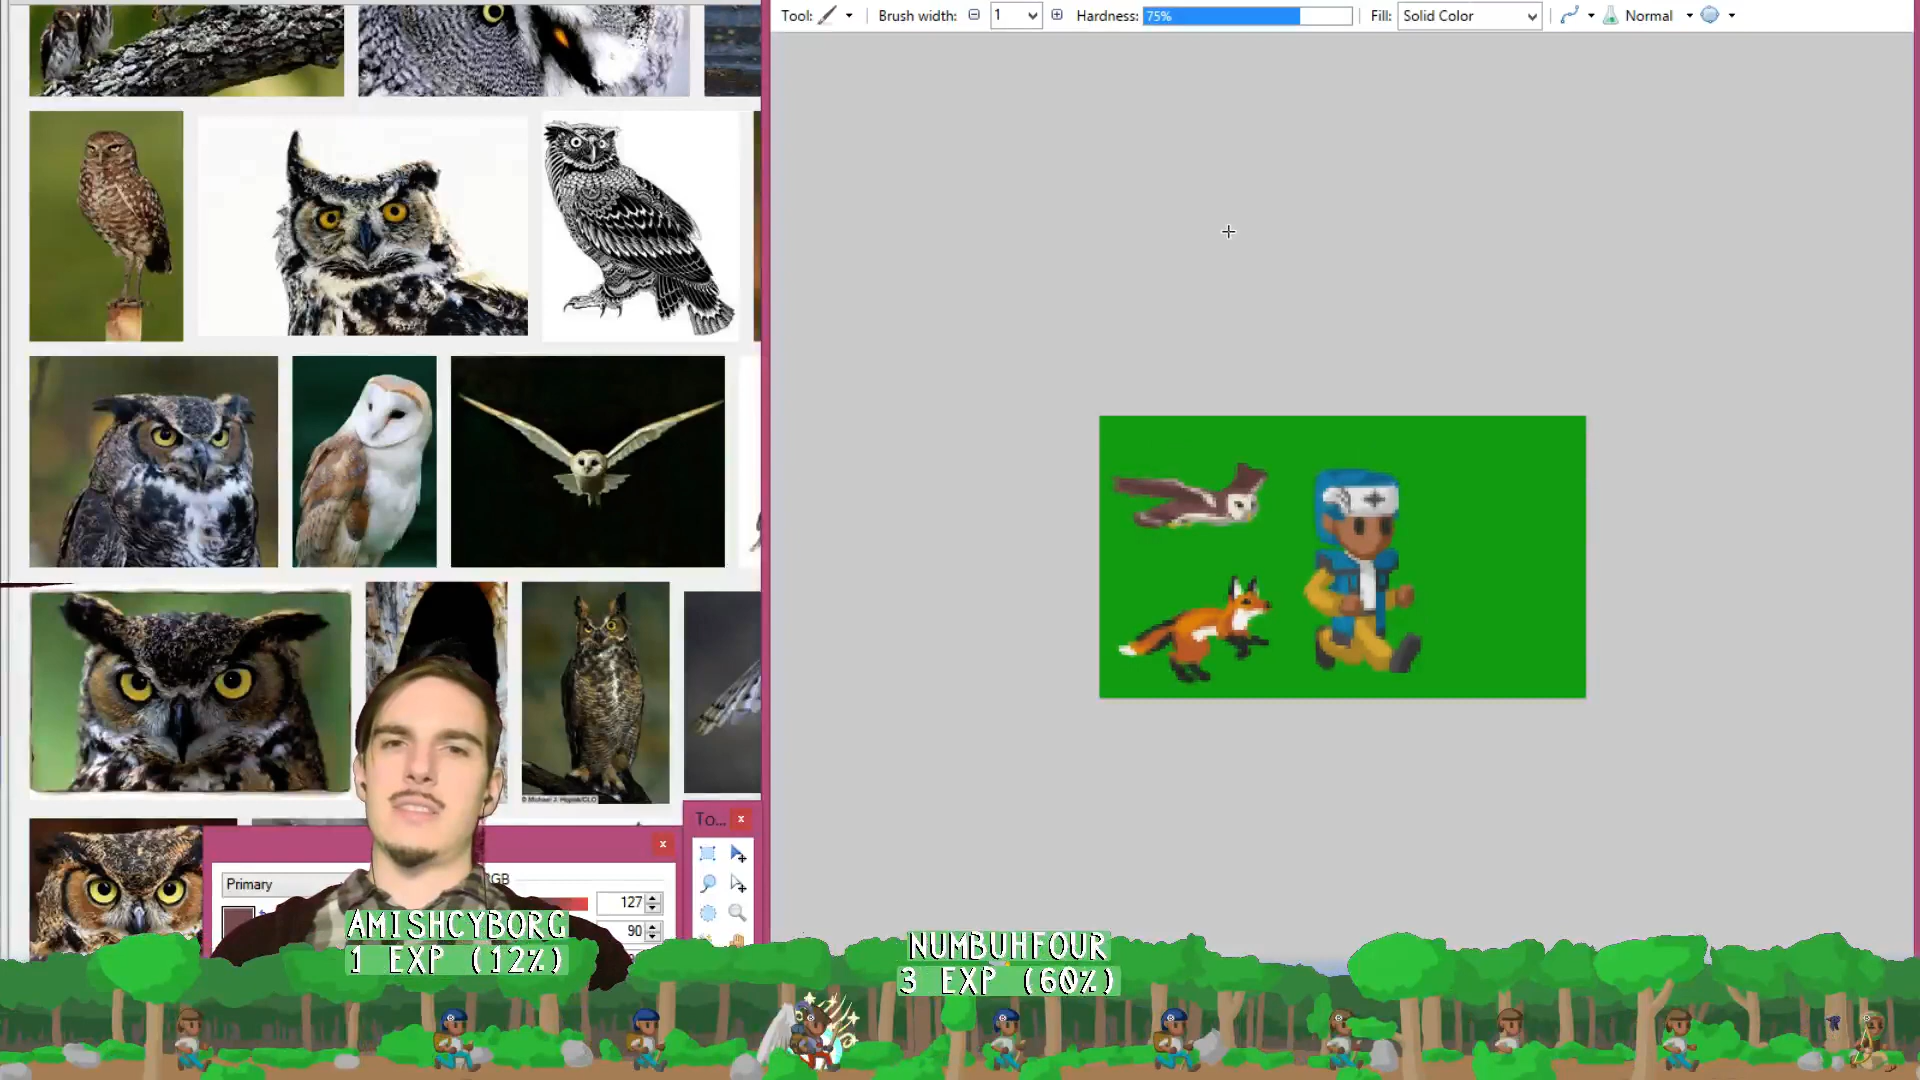 Tool:
Brush width:
1
Hardness:
75%
Fill:
Solid Color
Normal
To...
Primary
RGB
127
90
AMISHCYBORG
1 EXP (12%)
NUMBUHFOUR
3 EXP (60%)